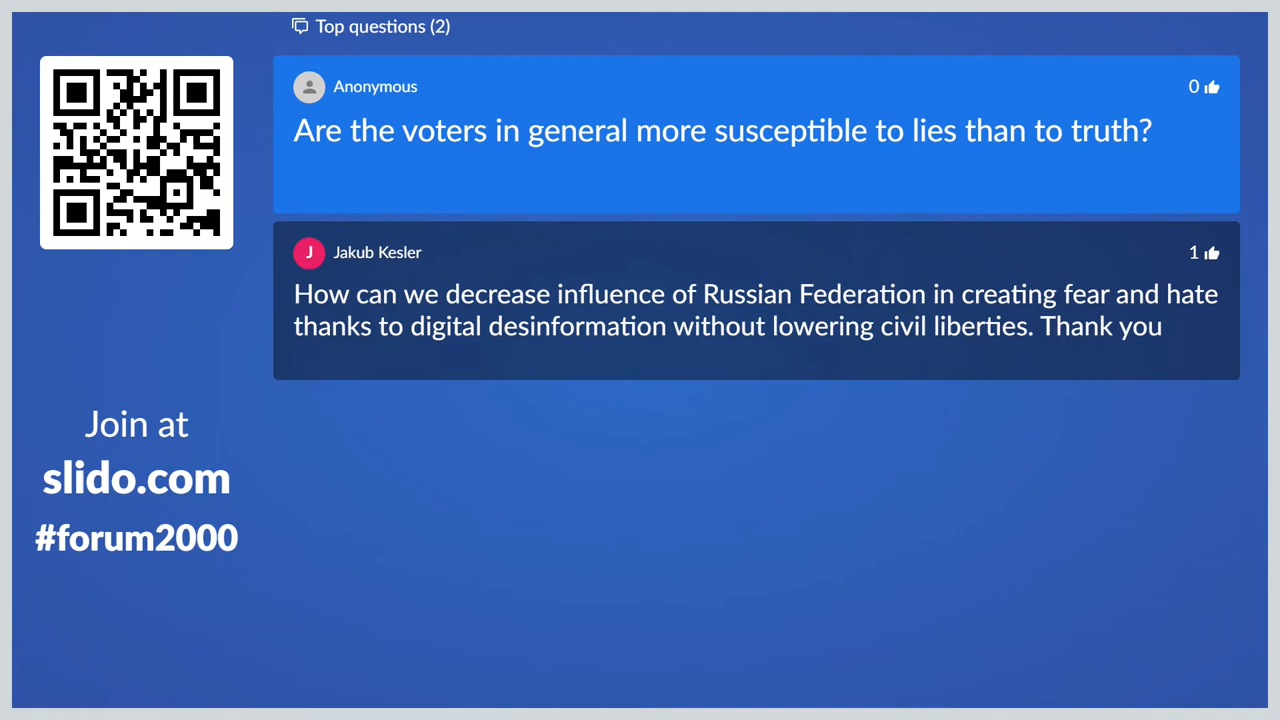 Top questions (2)
Anonymous
0
Are the voters in general more susceptible to lies than to truth?
J
Jakub Kesler
1
How can we decrease influence of Russian Federation in creating fear and hate
thanks to digital desinformation without lowering civil liberties. Thank you
Join at
slido.com
#forum2000